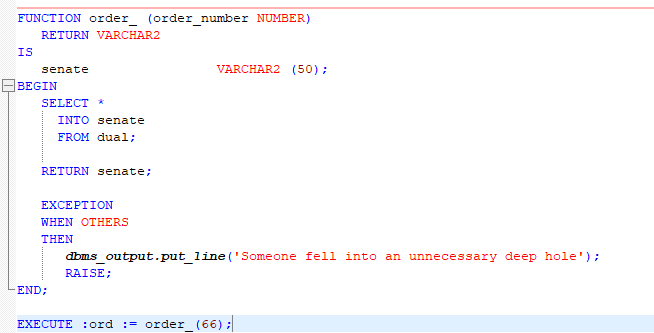 FUNCTION order_ (order_number NUMBER)
RETURN VARCHAR2
IS
senate VARCHAR2 (50);
BEGIN
SELECT *
INTO senate
FROM dual;
RETURN senate;
EXCEPTION
WHEN OTHERS
THEN
dbms_output.put_line('Someone fell into an unnecessary deep hole');
RAISE;
END;
EXECUTE :ord := order_(66);